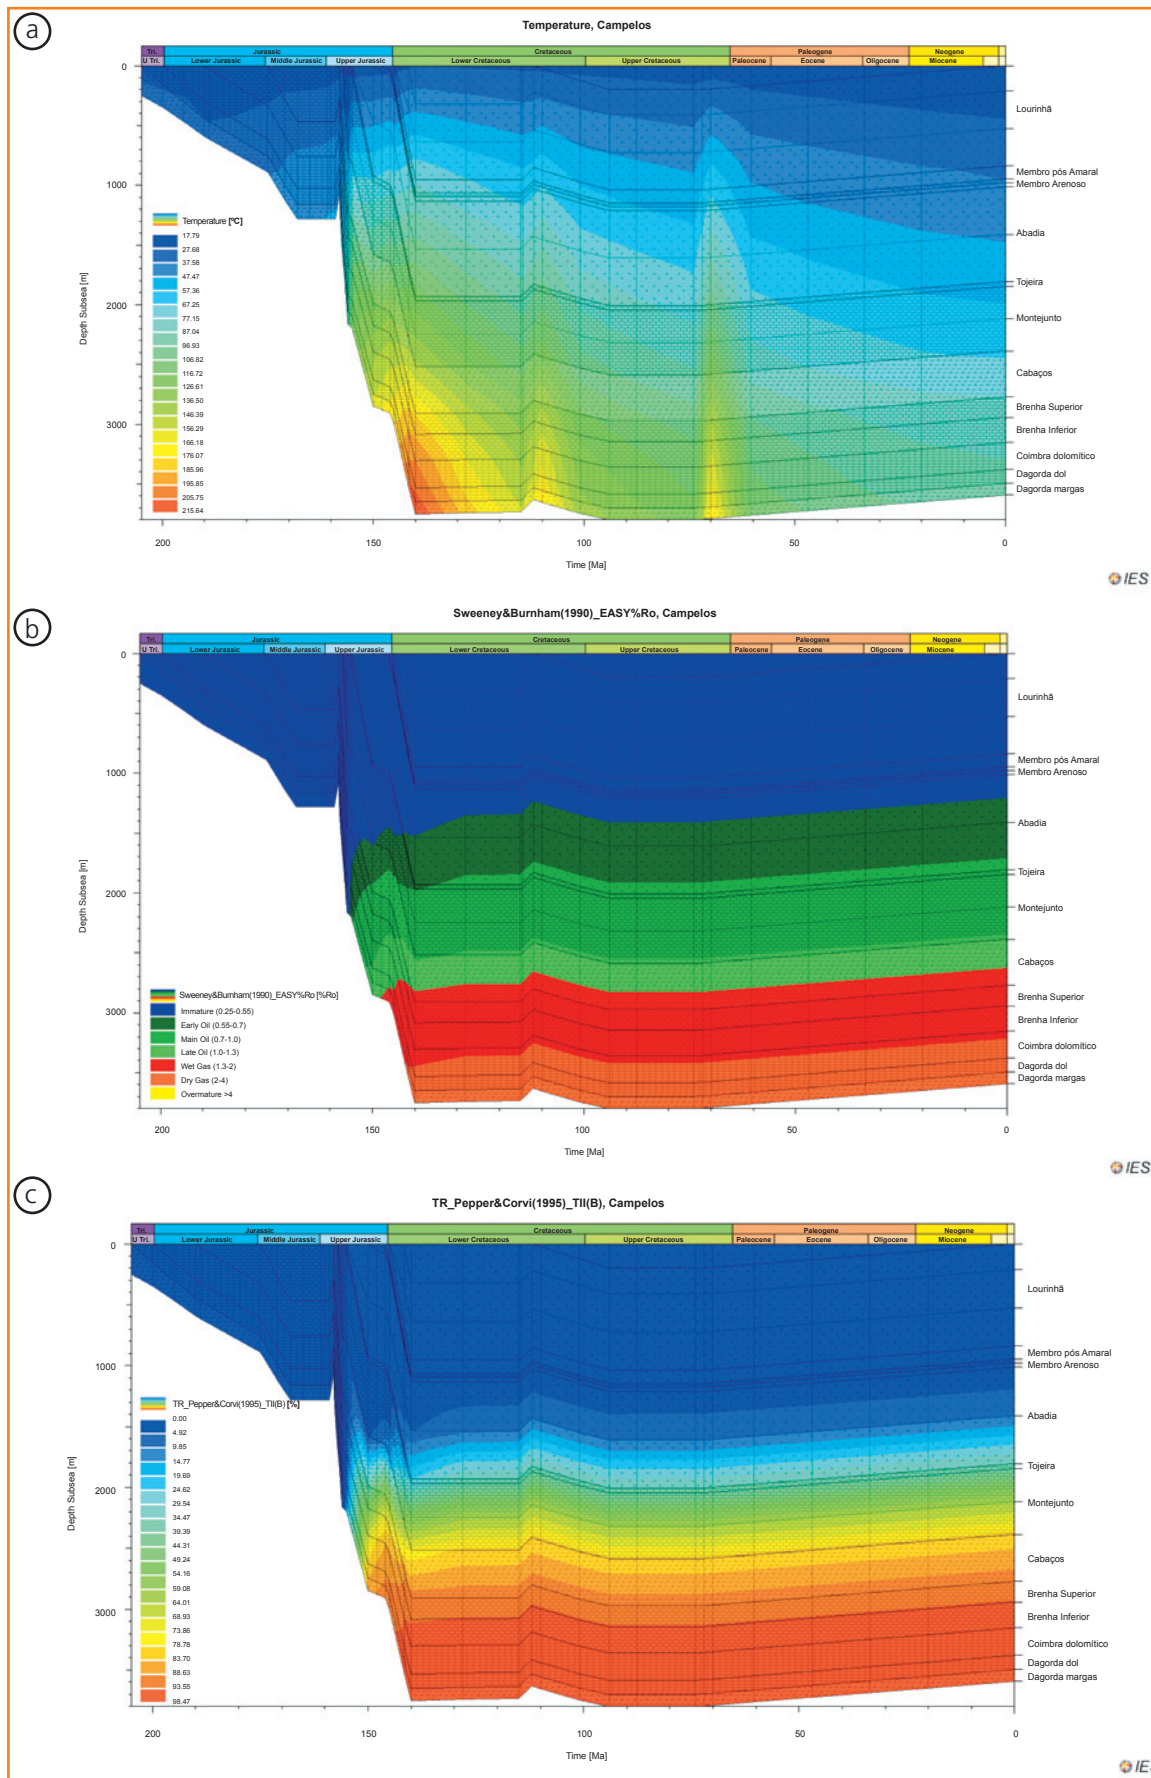 a
Temperature, Campelos
Tri. Jurassic Cretaceous Paleogene Neogene
U Tri. Lower Jurassic Middle Jurassic Upper Jurassic Lower Cretaceous Upper Cretaceous Paleocene Eocene Oligocene Miocene
0
1000
2000
3000
Depth Subsea [m]
Temperature [ºC]
17.79
27.68
37.58
47.47
57.36
67.25
77.15
87.04
96.93
106.82
116.72
126.61
136.50
146.39
156.29
166.18
176.07
185.96
195.85
205.75
215.64
Lourinhã
Membro pós Amaral
Membro Arenoso
Abadia
Tojeira
Montejunto
Cabaços
Brenha Superior
Brenha Inferior
Coimbra dolomítico
Dagorda dol
Dagorda margas
200 150 100 50 0
Time [Ma]
IES
b
Sweeney&Burnham(1990)_EASY%Ro, Campelos
Tri. Jurassic Cretaceous Paleogene Neogene
U Tri. Lower Jurassic Middle Jurassic Upper Jurassic Lower Cretaceous Upper Cretaceous Paleocene Eocene Oligocene Miocene
0
1000
2000
3000
Depth Subsea [m]
Sweeney&Burnham(1990)_EASY%Ro [%Ro]
Immature (0.25-0.55)
Early Oil (0.55-0.7)
Main Oil (0.7-1.0)
Late Oil (1.0-1.3)
Wet Gas (1.3-2)
Dry Gas (2-4)
Overmature >4
Lourinhã
Membro pós Amaral
Membro Arenoso
Abadia
Tojeira
Montejunto
Cabaços
Brenha Superior
Brenha Inferior
Coimbra dolomítico
Dagorda dol
Dagorda margas
200 150 100 50 0
Time [Ma]
IES
c
TR_Pepper&Corvi(1995)_TII(B), Campelos
Tri. Jurassic Cretaceous Paleogene Neogene
U Tri. Lower Jurassic Middle Jurassic Upper Jurassic Lower Cretaceous Upper Cretaceous Paleocene Eocene Oligocene Miocene
0
1000
2000
3000
Depth Subsea [m]
TR_Pepper&Corvi(1995)_TII(B) [%]
0.00
4.92
9.85
14.77
19.69
24.62
29.54
34.47
39.39
44.31
49.24
54.16
59.08
64.01
68.93
73.86
78.78
83.70
88.63
93.55
98.47
Lourinhã
Membro pós Amaral
Membro Arenoso
Abadia
Tojeira
Montejunto
Cabaços
Brenha Superior
Brenha Inferior
Coimbra dolomítico
Dagorda dol
Dagorda margas
200 150 100 50 0
Time [Ma]
IE